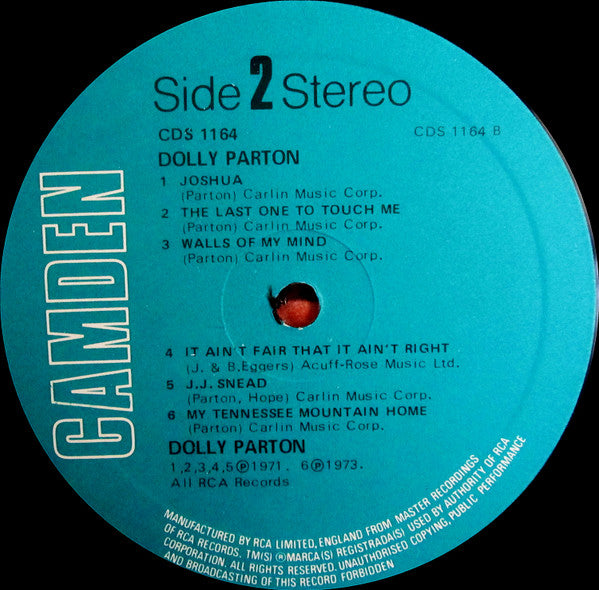 Side 2 Stereo
CDS 1164
CDS 1164 B
DOLLY PARTON
1 JOSHUA
(Parton) Carlin Music Corp.
2 THE LAST ONE TO TOUCH ME
(Parton) Carlin Music Corp.
3 WALLS OF MY MIND
(Parton) Carlin Music Corp.
CAMDEN
4 IT AIN'T FAIR THAT IT AIN'T RIGHT
(J. & B.Eggers) Acuff-Rose Music Ltd.
5 J.J. SNEAD
(Parton, Hope) Carlin Music Corp.
6 MY TENNESSEE MOUNTAIN HOME
(Parton) Carlin Music Corp.
DOLLY PARTON
1,2,3,4,5 ℗ 1971. 6 ℗ 1973.
All RCA Records
MANUFACTURED BY RCA LIMITED, ENGLAND FROM MASTER RECORDINGS
OF RCA RECORDS. TM(S) ® MARCA(S) REGISTRADA(S) USED BY AUTHORITY OF RCA
CORPORATION. ALL RIGHTS RESERVED. UNAUTHORISED COPYING, PUBLIC PERFORMANCE
AND BROADCASTING OF THIS RECORD FORBIDDEN